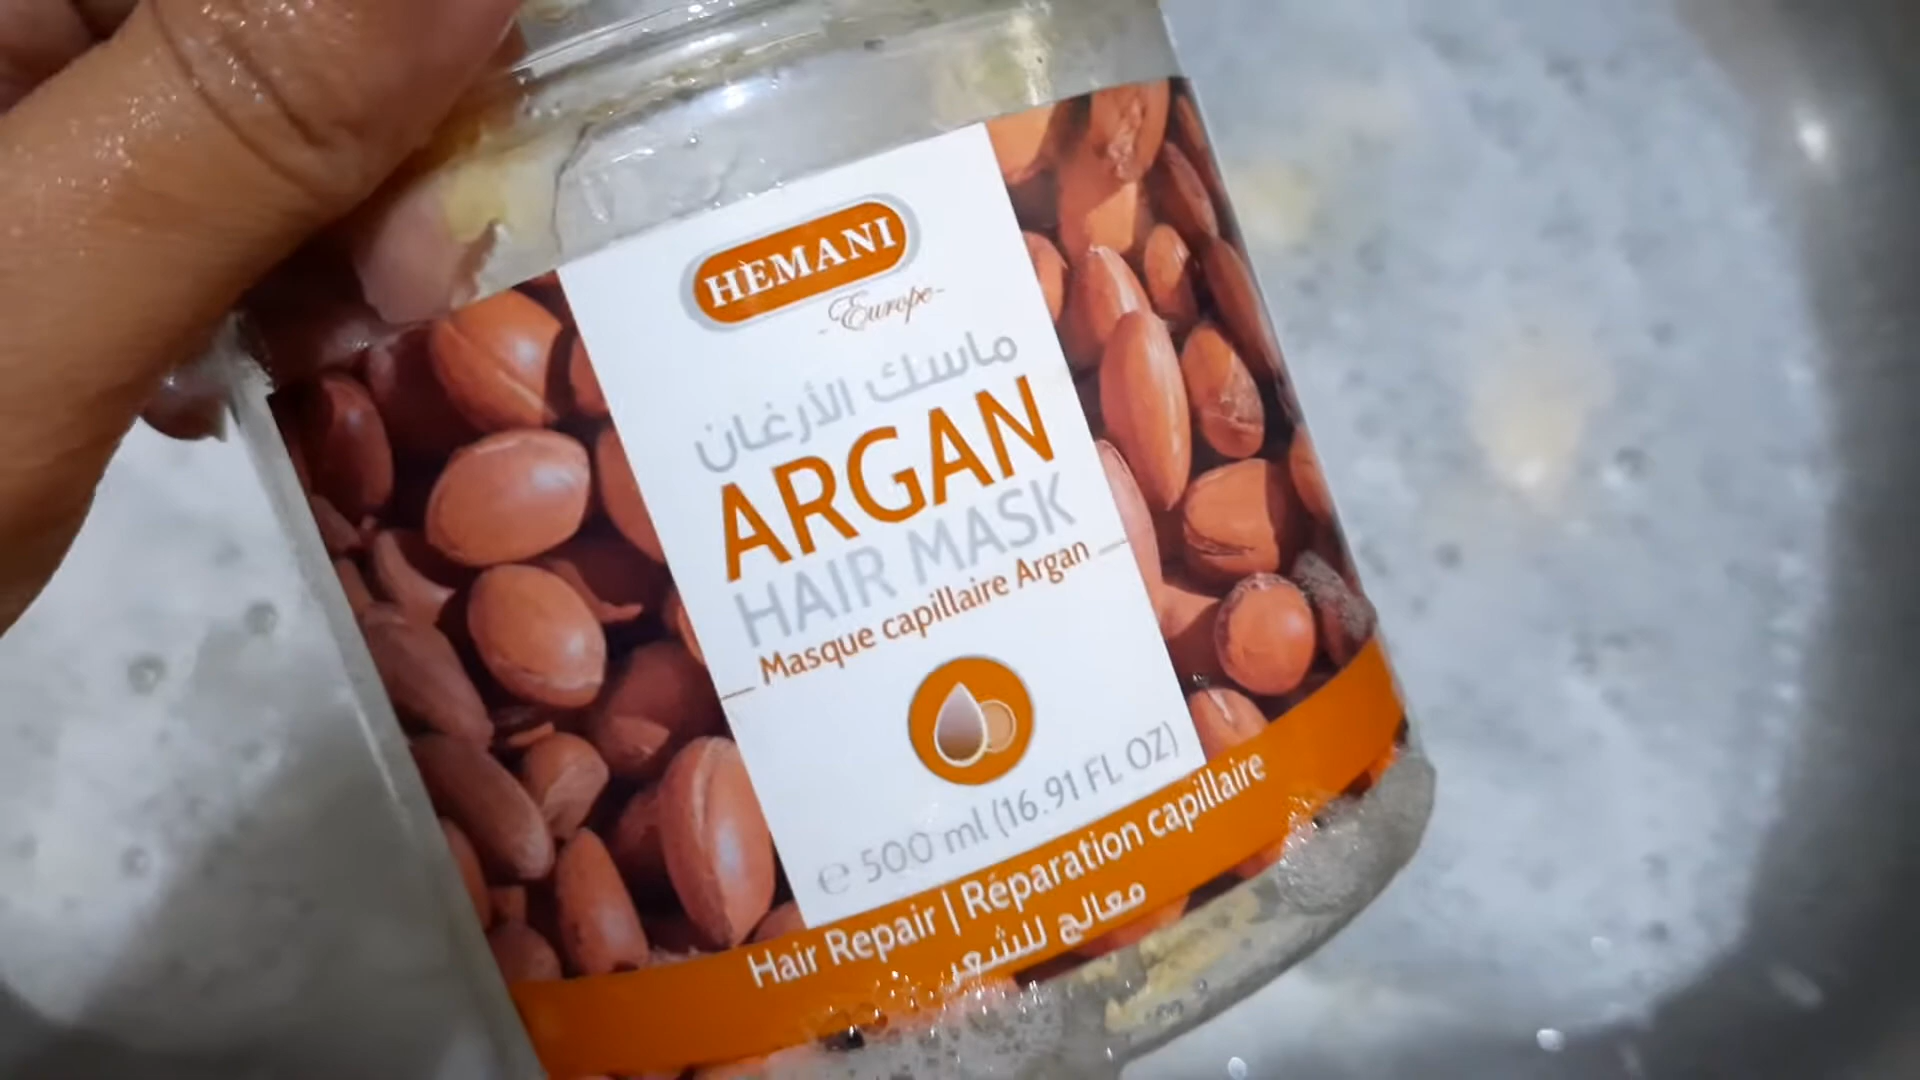 HEMANI
-Europe-
ماسك الأرغان
ARGAN
HAIR MASK
Masque capillaire Argan
℮ 500 ml (16.91 FL OZ)
Hair Repair | Réparation capillaire
معالج للشعر